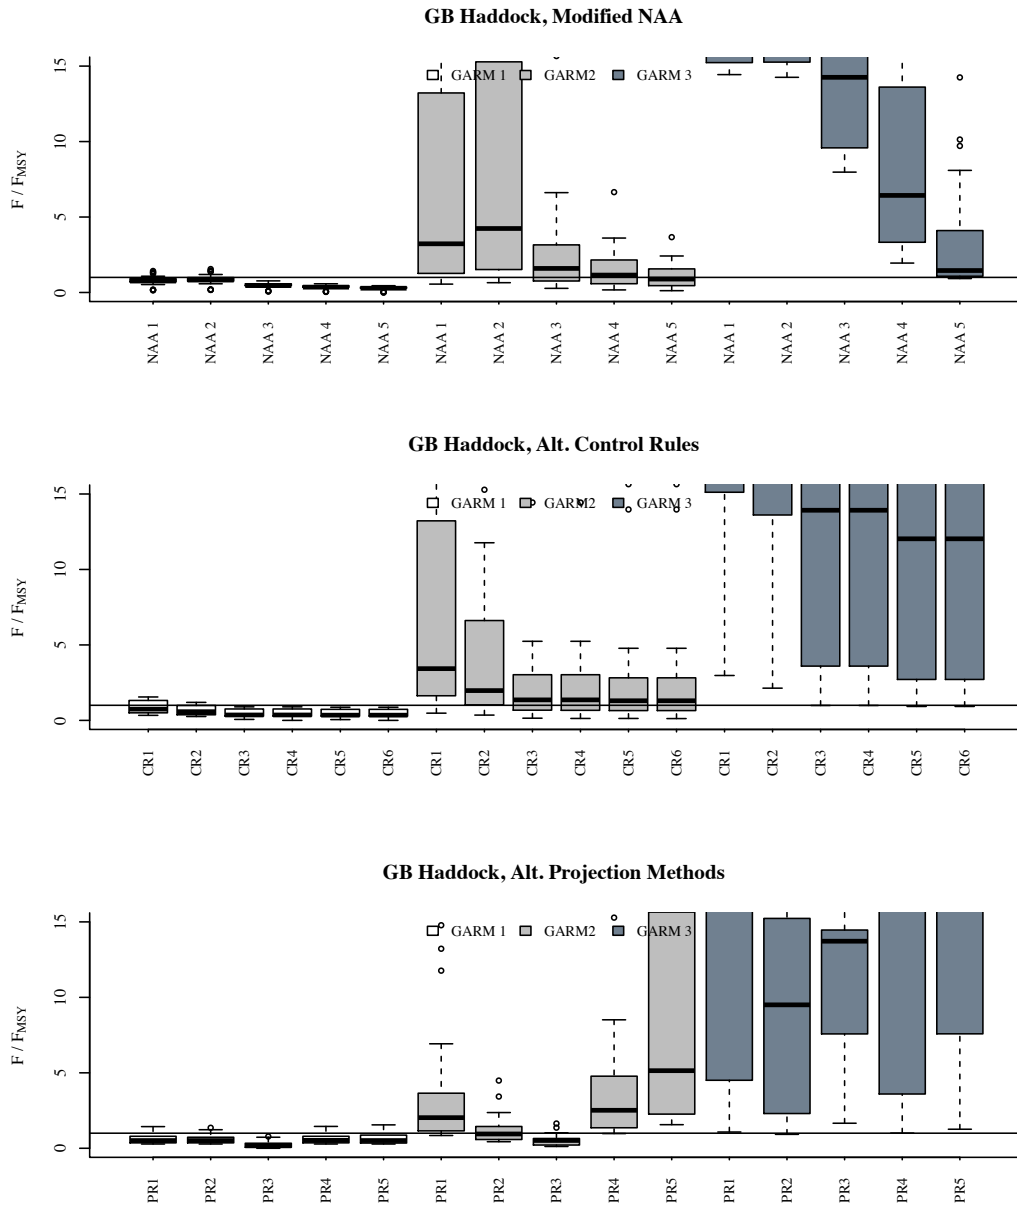 GB Haddock, Modified NAA
GARM 1 GARM2 GARM 3
F / FMSY
15
10
5
0
NAA 1 NAA 2 NAA 3 NAA 4 NAA 5 NAA 1 NAA 2 NAA 3 NAA 4 NAA 5 NAA 1 NAA 2 NAA 3 NAA 4 NAA 5
GB Haddock, Alt. Control Rules
GARM 1 GARM2 GARM 3
F / FMSY
15
10
5
0
CR1 CR2 CR3 CR4 CR5 CR6 CR1 CR2 CR3 CR4 CR5 CR6 CR1 CR2 CR3 CR4 CR5 CR6
GB Haddock, Alt. Projection Methods
GARM 1 GARM2 GARM 3
F / FMSY
15
10
5
0
PR1 PR2 PR3 PR4 PR5 PR1 PR2 PR3 PR4 PR5 PR1 PR2 PR3 PR4 PR5